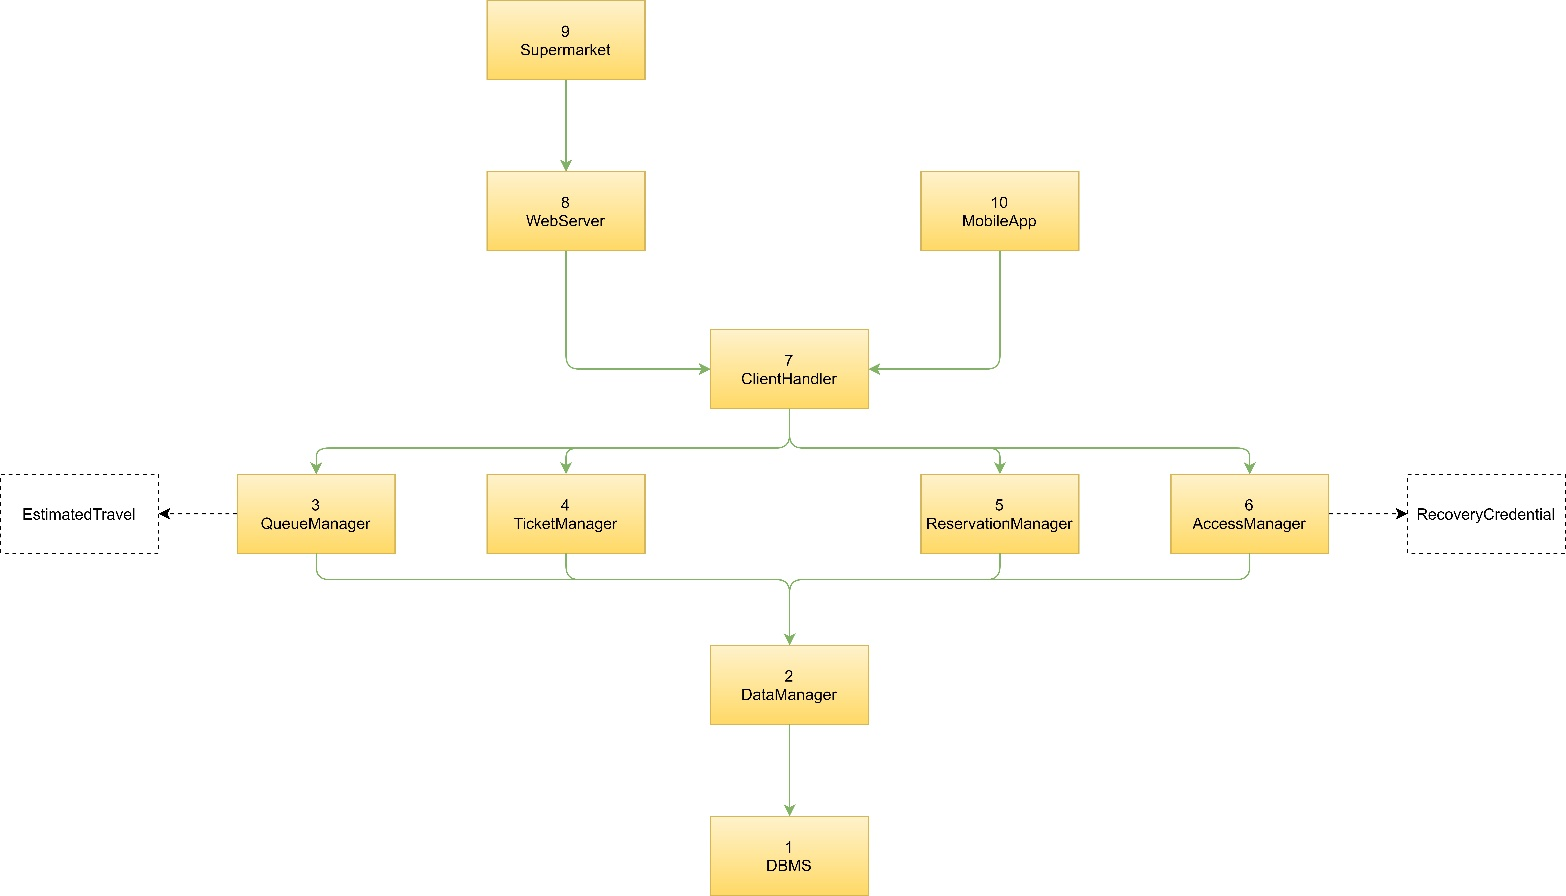 9
Supermarket
8
WebServer
10
MobileApp
7
ClientHandler
EstimatedTravel
3
QueueManager
4
TicketManager
5
ReservationManager
6
AccessManager
RecoveryCredential
2
DataManager
1
DBMS